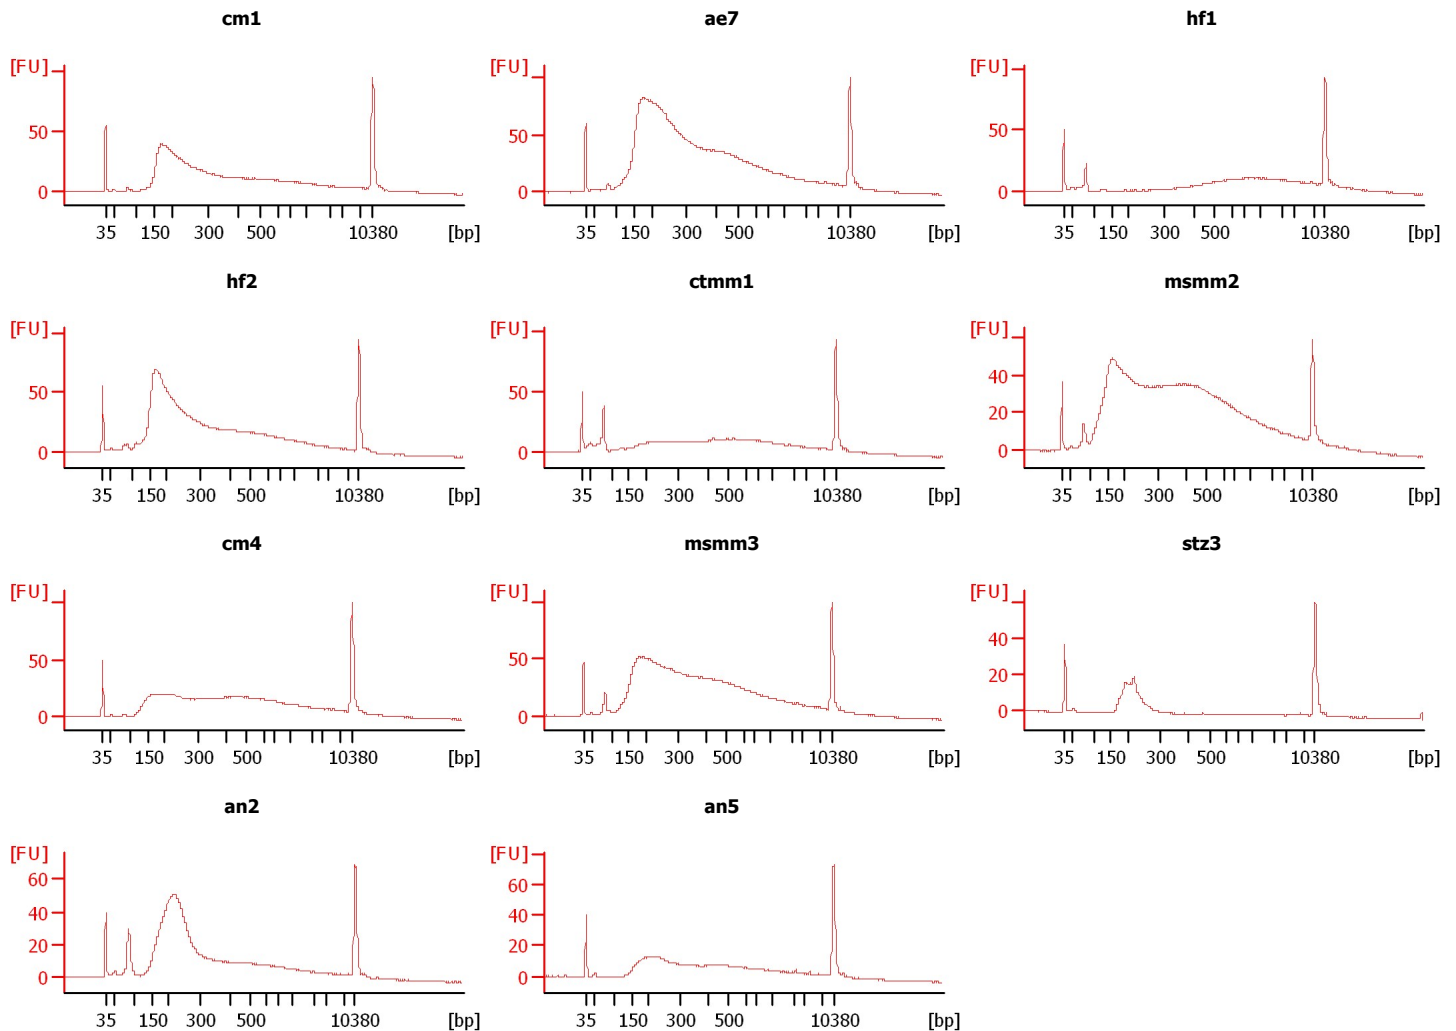 cm1 ae7 hf1
[FU] [FU] [FU]
50 50 50
0 0 0
35 150 300 500 10380 [bp] 35 150 300 500 10380 [bp] 35 150 300 500 10380 [bp]
hf2 ctmm1 msmm2
[FU] [FU] [FU]
50 50 40
20
0 0 0
35 150 300 500 10380 [bp] 35 150 300 500 10380 [bp] 35 150 300 500 10380 [bp]
cm4 msmm3 stz3
[FU] [FU] [FU]
50 50 40
20
0 0 0
35 150 300 500 10380 [bp] 35 150 300 500 10380 [bp] 35 150 300 500 10380 [bp]
an2 an5
[FU] [FU]
60 60
40 40
20 20
0 0
35 150 300 500 10380 [bp] 35 150 300 500 10380 [bp]